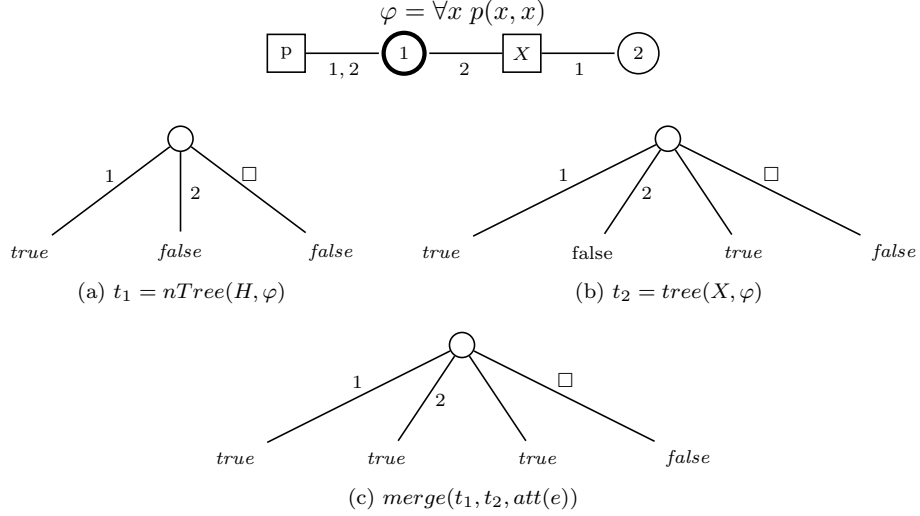 φ = ∀x p(x, x)
p 1 X 2
1, 2 2 1
1 2 □
true false false
(a) t₁ = nTree(H, φ)
1 2 □
true false true false
(b) t₂ = tree(X, φ)
1 2 □
true true true false
(c) merge(t₁, t₂, att(e))